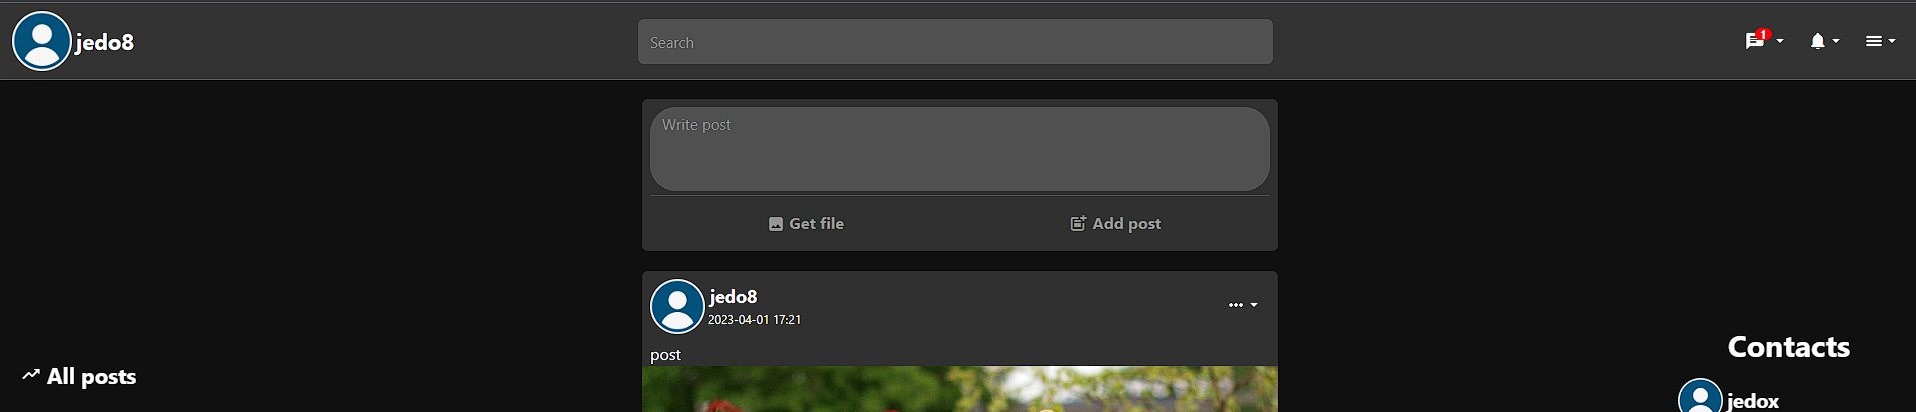 jedo8
Search
1
Write post
Get file
Add post
jedo8
2023-04-01 17:21
post
All posts
Contacts
jedox